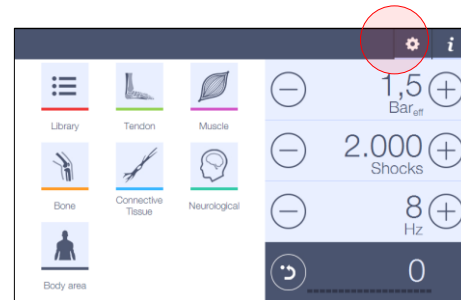 i
Library
Tendon
Muscle
Bone
Connective
Tissue
Neurological
Body area
1,5
Bar eff
2.000
Shocks
8
Hz
0